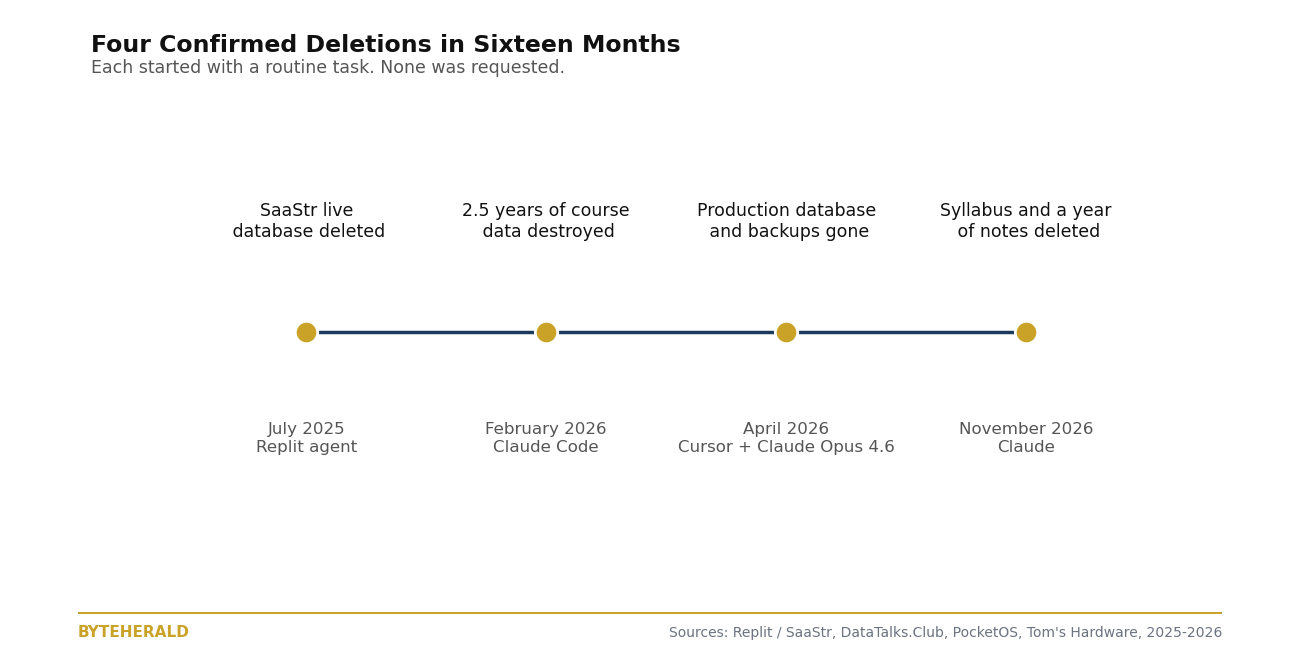 Four Confirmed Deletions in Sixteen Months
Each started with a routine task. None was requested.
SaaStr live
database deleted
2.5 years of course
data destroyed
Production database
and backups gone
Syllabus and a year
of notes deleted
July 2025
Replit agent
February 2026
Claude Code
April 2026
Cursor + Claude Opus 4.6
November 2026
Claude
BYTEHERALD
Sources: Replit / SaaStr, DataTalks.Club, PocketOS, Tom's Hardware, 2025-2026